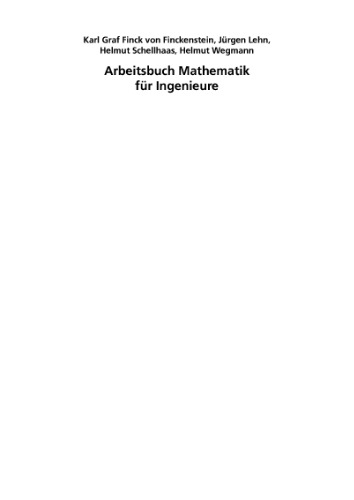 Karl Graf Finck von Finckenstein, Jürgen Lehn,
Helmut Schellhaas, Helmut Wegmann
Arbeitsbuch Mathematik
für Ingenieure